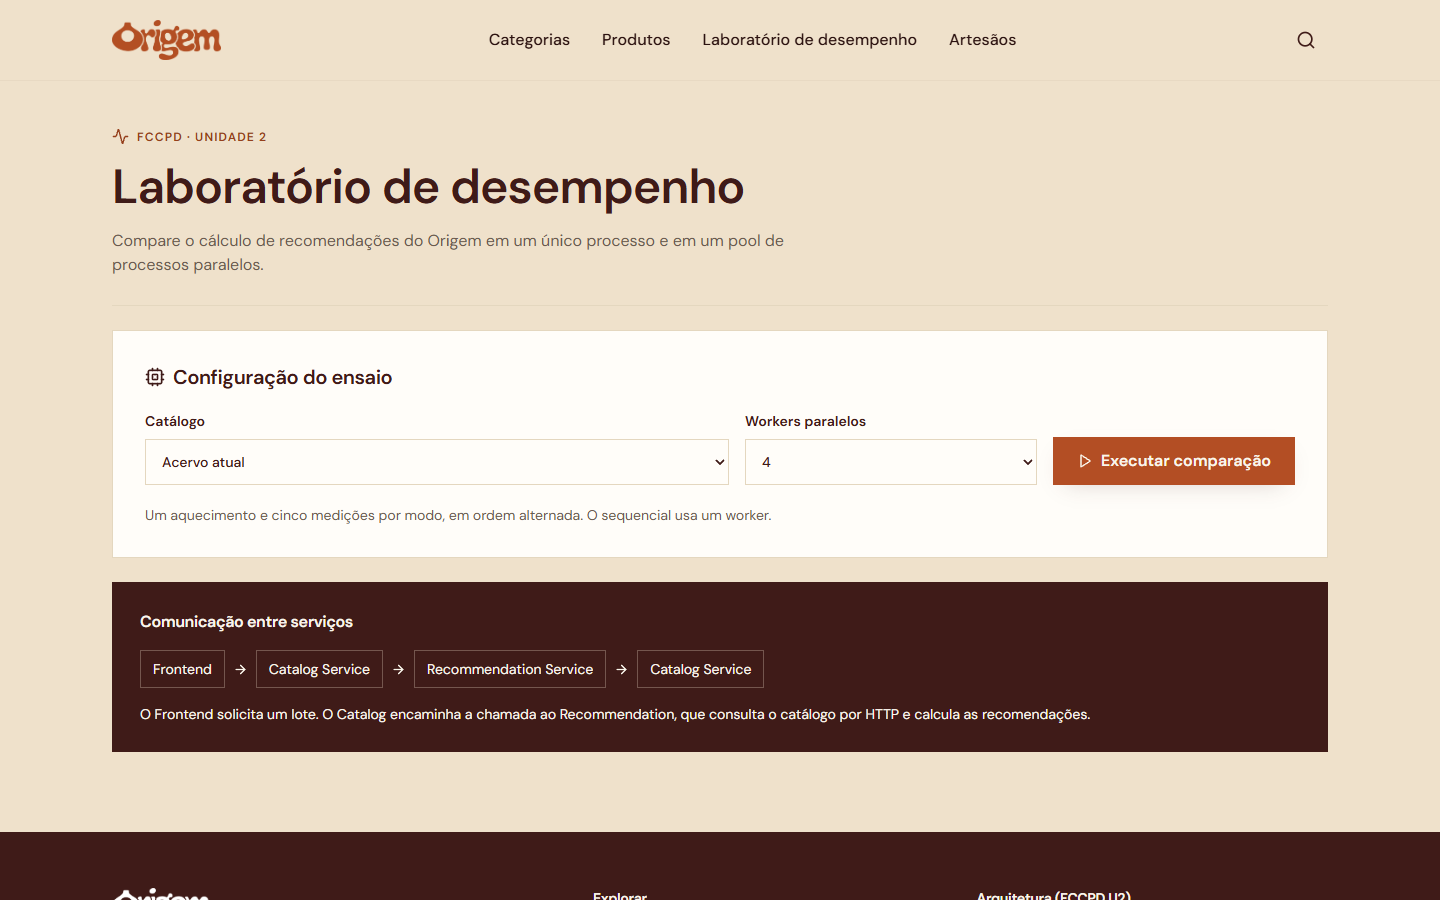 Origem
Categorias Produtos Laboratório de desempenho Artesãos
FCCPD · UNIDADE 2
Laboratório de desempenho
Compare o cálculo de recomendações do Origem em um único processo e em um pool de
processos paralelos.
Configuração do ensaio
Catálogo Workers paralelos
Acervo atual 4 Executar comparação
Um aquecimento e cinco medições por modo, em ordem alternada. O sequencial usa um worker.
Comunicação entre serviços
Frontend → Catalog Service → Recommendation Service → Catalog Service
O Frontend solicita um lote. O Catalog encaminha a chamada ao Recommendation, que consulta o catálogo por HTTP e calcula as recomendações.
Origem Explorar Arquitetura (FCCPD U2)